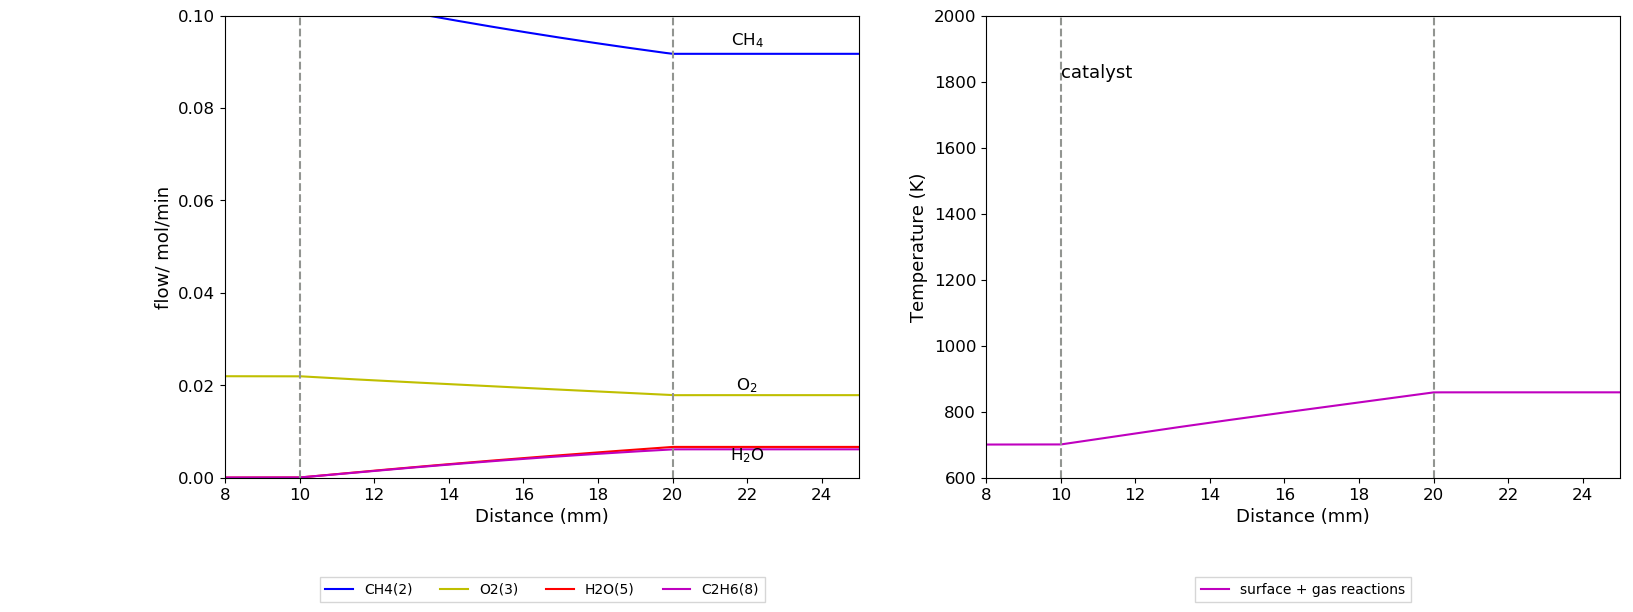 0.10
0.08
0.06
0.04
0.02
0.00
flow/ mol/min
8 10 12 14 16 18 20 22 24
Distance (mm)
CH₄
O₂
H₂O
CH4(2) O2(3) H2O(5) C2H6(8)
2000
1800
1600
1400
1200
1000
800
600
Temperature (K)
catalyst
8 10 12 14 16 18 20 22 24
Distance (mm)
surface + gas reactions